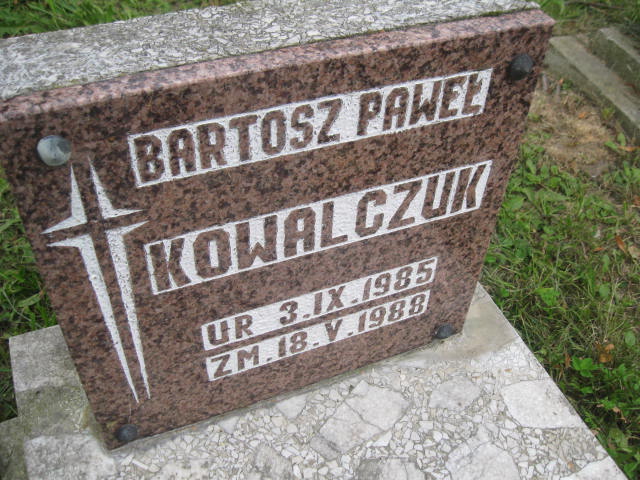 BARTOSZ PAWEŁ
KOWALCZUK
UR 3.IX.1985
ZM.18.V.1988